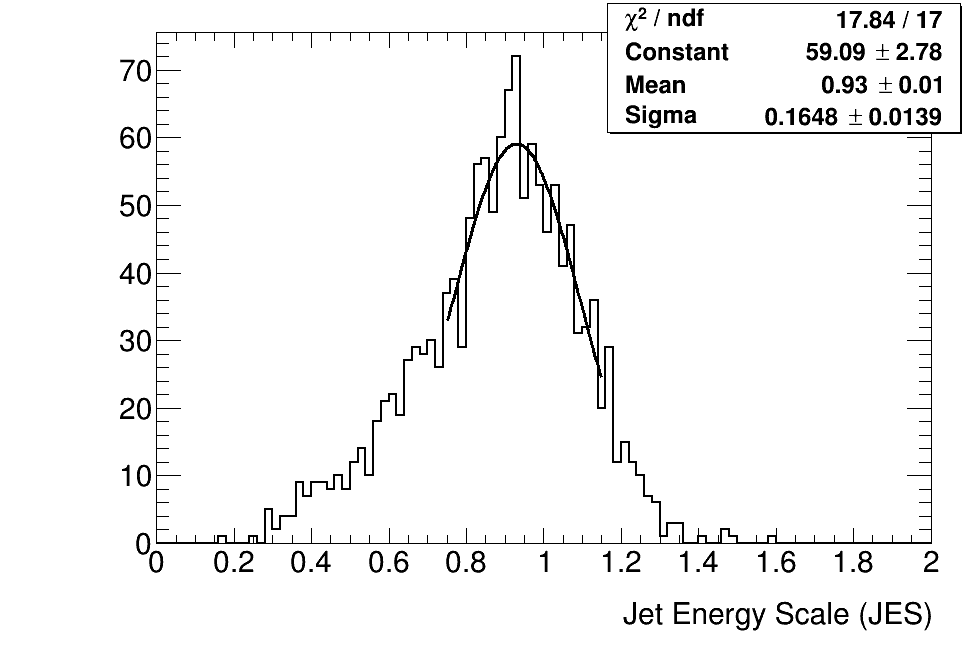 χ² / ndf 17.84 / 17
Constant 59.09 ± 2.78
Mean 0.93 ± 0.01
Sigma 0.1648 ± 0.0139
70
60
50
40
30
20
10
0
0 0.2 0.4 0.6 0.8 1 1.2 1.4 1.6 1.8 2
Jet Energy Scale (JES)